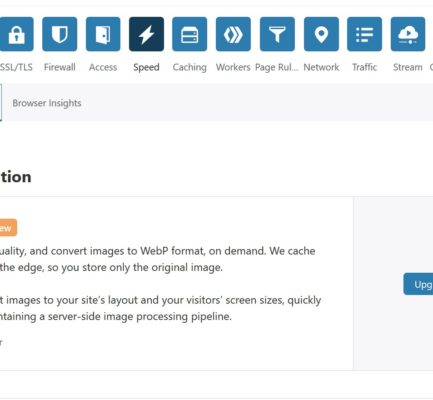 SSL/TLS Firewall Access Speed Caching Workers Page Rul... Network Traffic Stream
Browser Insights
tion
ew
uality, and convert images to WebP format, on demand. We cache
the edge, so you store only the original image.
Upg
t images to your site's layout and your visitors' screen sizes, quickly
ntaining a server-side image processing pipeline.
r